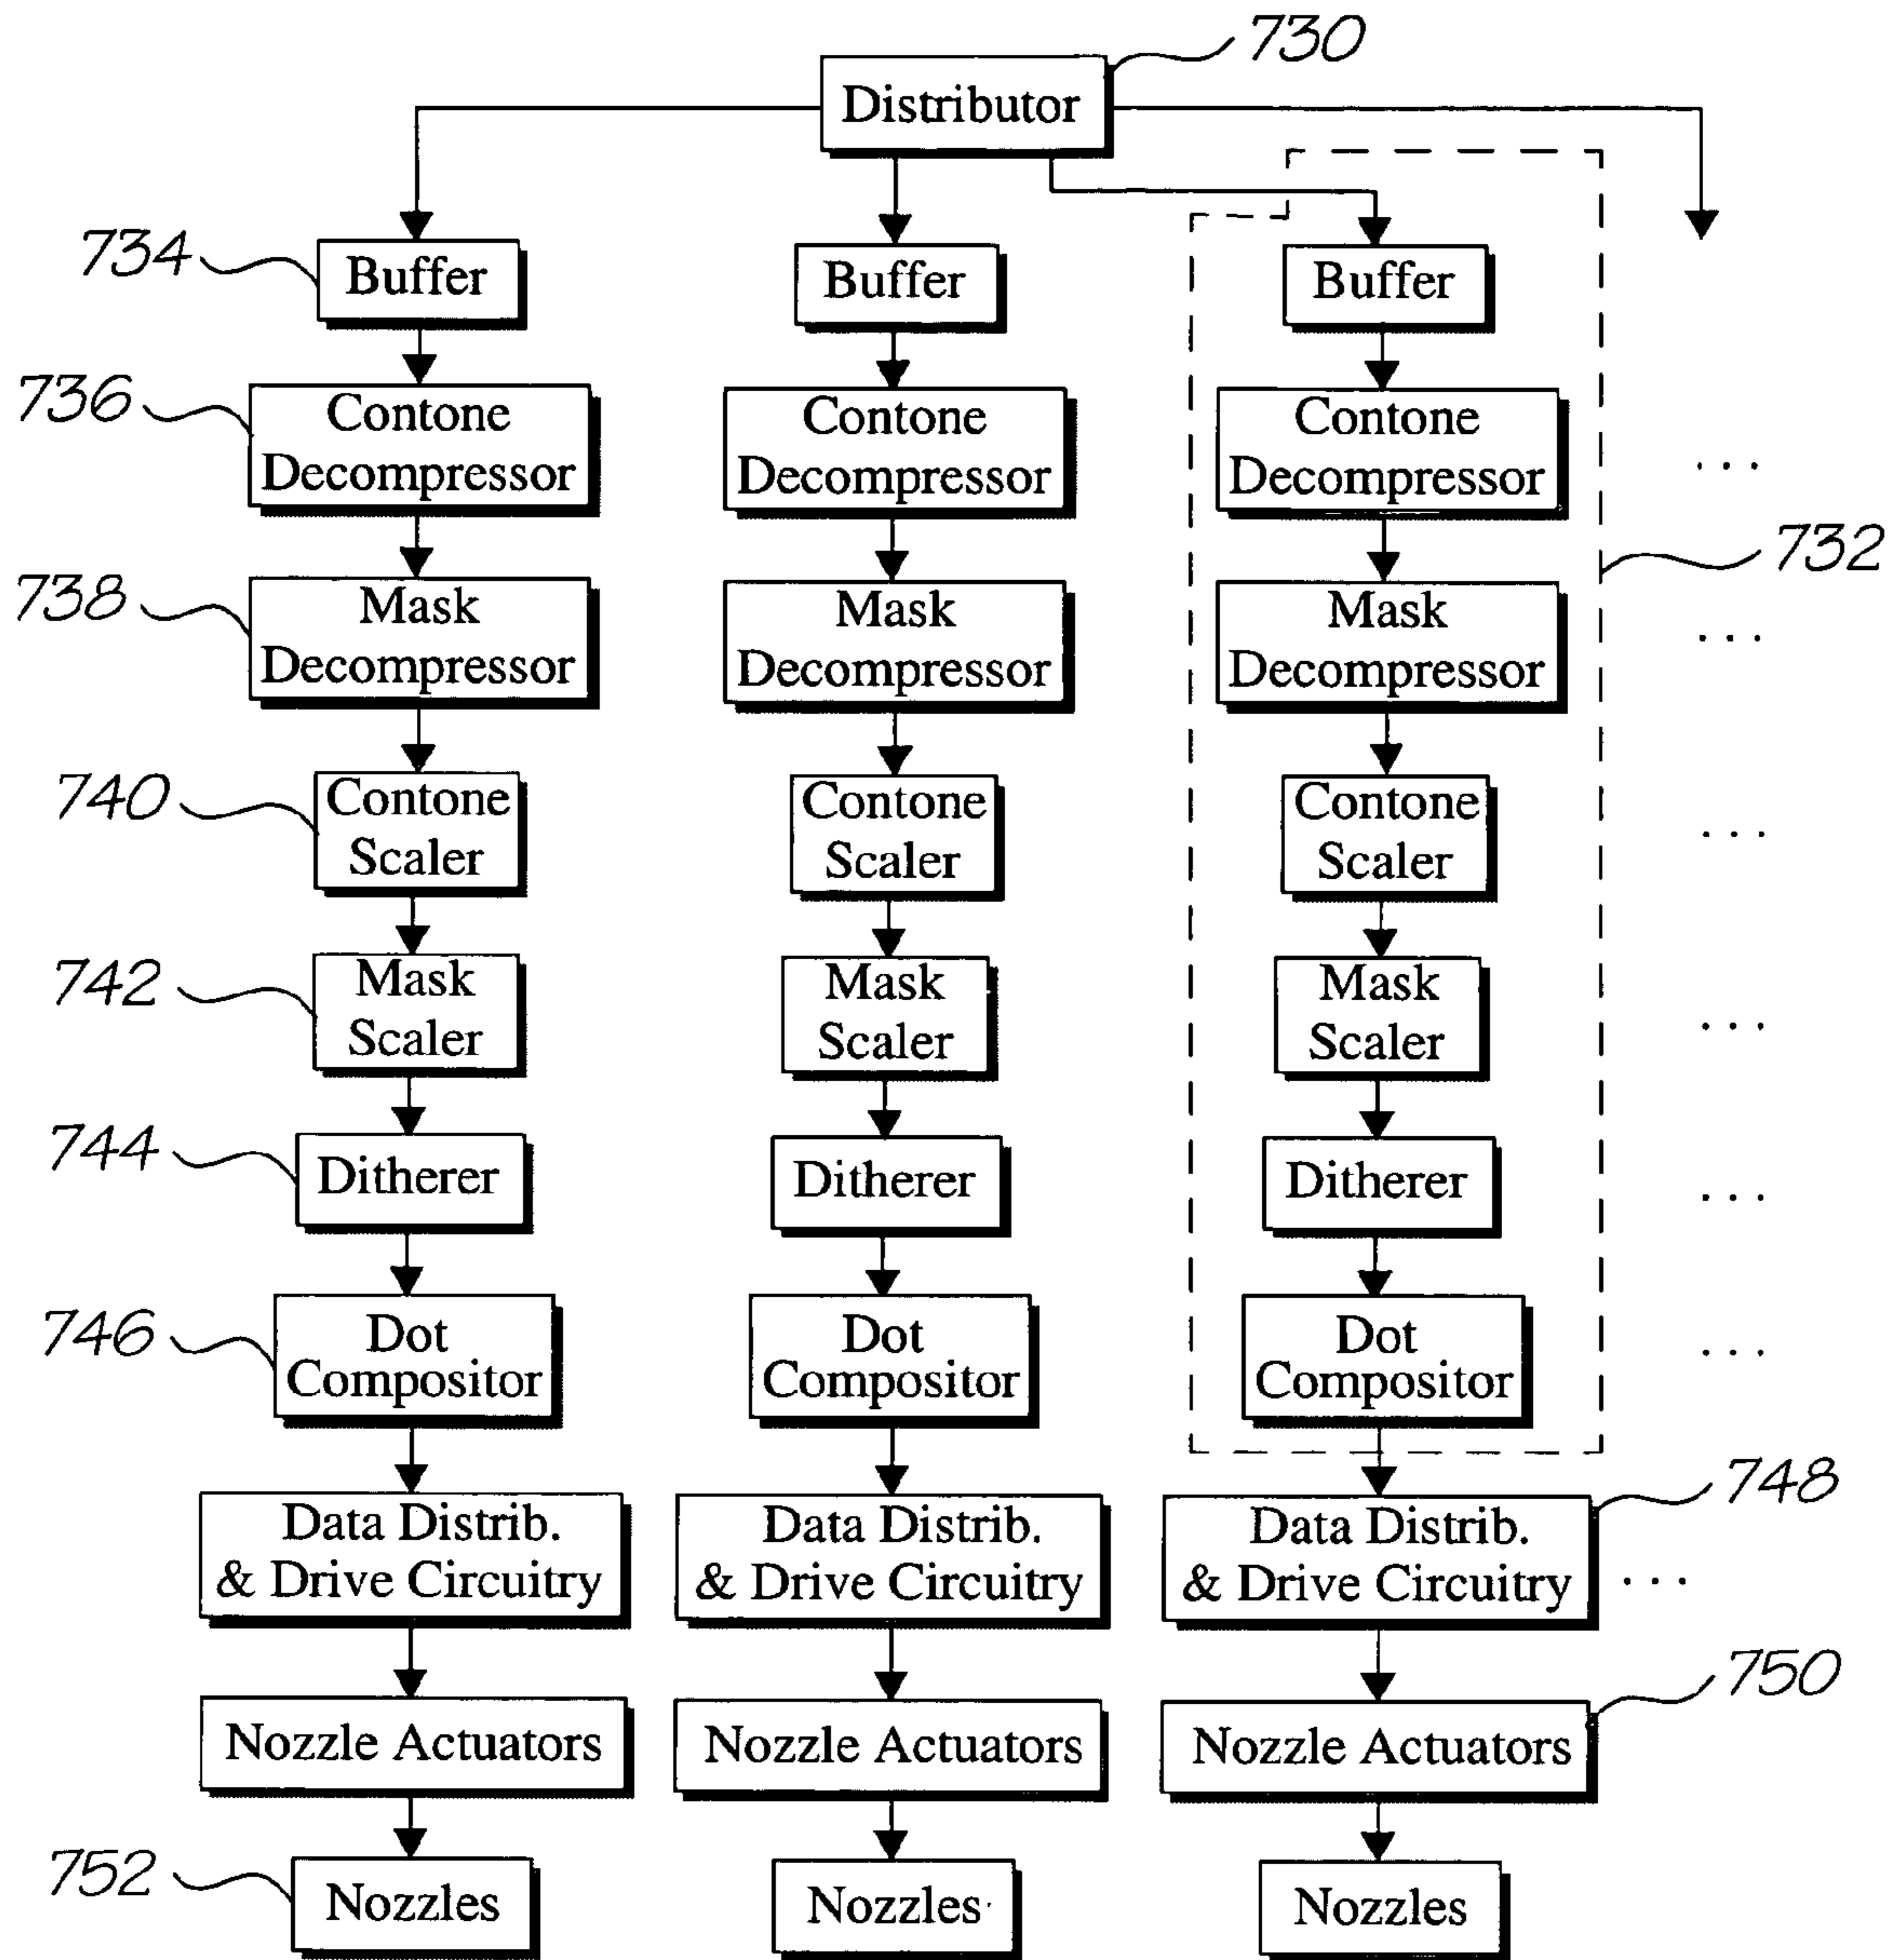 730
Distributor
734
Buffer
Buffer
Buffer
736
Contone
Decompressor
Contone
Decompressor
Contone
Decompressor
...
732
738
Mask
Decompressor
Mask
Decompressor
Mask
Decompressor
...
740
Contone
Scaler
Contone
Scaler
Contone
Scaler
...
742
Mask
Scaler
Mask
Scaler
Mask
Scaler
...
744
Ditherer
Ditherer
Ditherer
...
746
Dot
Compositor
Dot
Compositor
Dot
Compositor
...
748
Data Distrib.
& Drive Circuitry
Data Distrib.
& Drive Circuitry
Data Distrib.
& Drive Circuitry
...
750
Nozzle Actuators
Nozzle Actuators
Nozzle Actuators
752
Nozzles
Nozzles
Nozzles